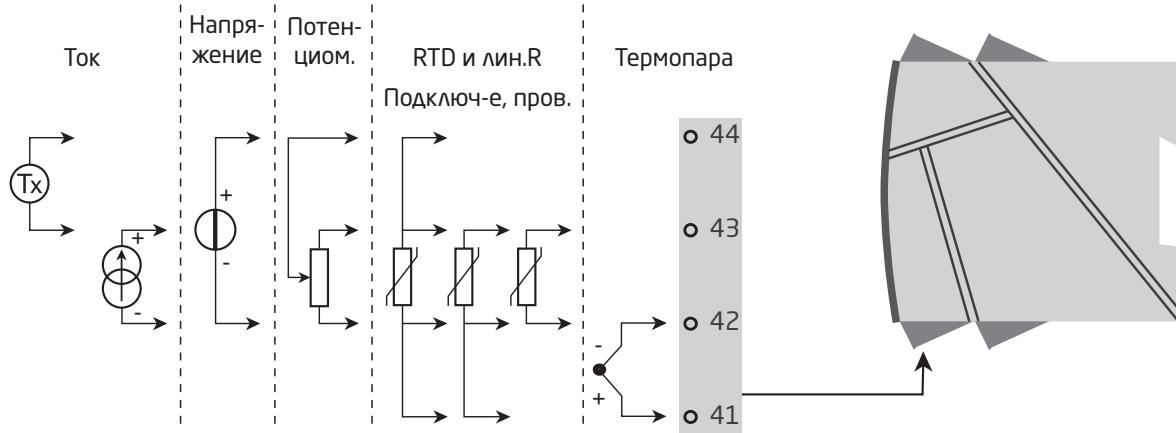 Ток
Напря-
жение
Потен-
циом.
RTD и лин.R
Подключ-е, пров.
Термопара
Tx
+
-
+
-
-
+
44
43
42
41